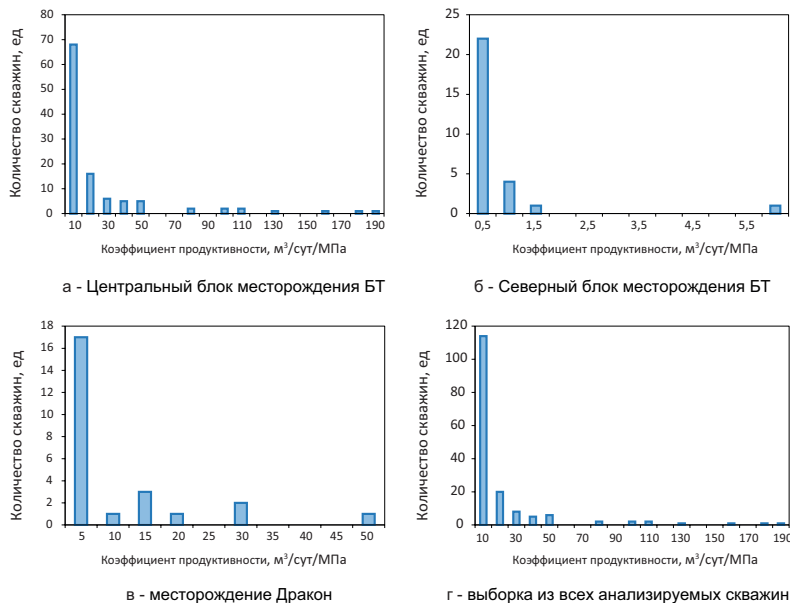 80
70
60
50
40
30
20
10
0
Количество скважин, ед
10 30 50 70 90 110 130 150 170 190
Коэффициент продуктивности, м³/сут/МПа
а - Центральный блок месторождения БТ
25
20
15
10
5
0
Количество скважин, ед
0,5 1,5 2,5 3,5 4,5 5,5
Коэффициент продуктивности, м³/сут/МПа
б - Северный блок месторождения БТ
18
16
14
12
10
8
6
4
2
0
Количество скважин, ед
5 10 15 20 25 30 35 40 45 50
Коэффициент продуктивности, м³/сут/МПа
в - месторождение Дракон
120
100
80
60
40
20
0
Количество скважин, ед
10 30 50 70 90 110 130 150 170 190
Коэффициент продуктивности, м³/сут/МПа
г - выборка из всех анализируемых скважин